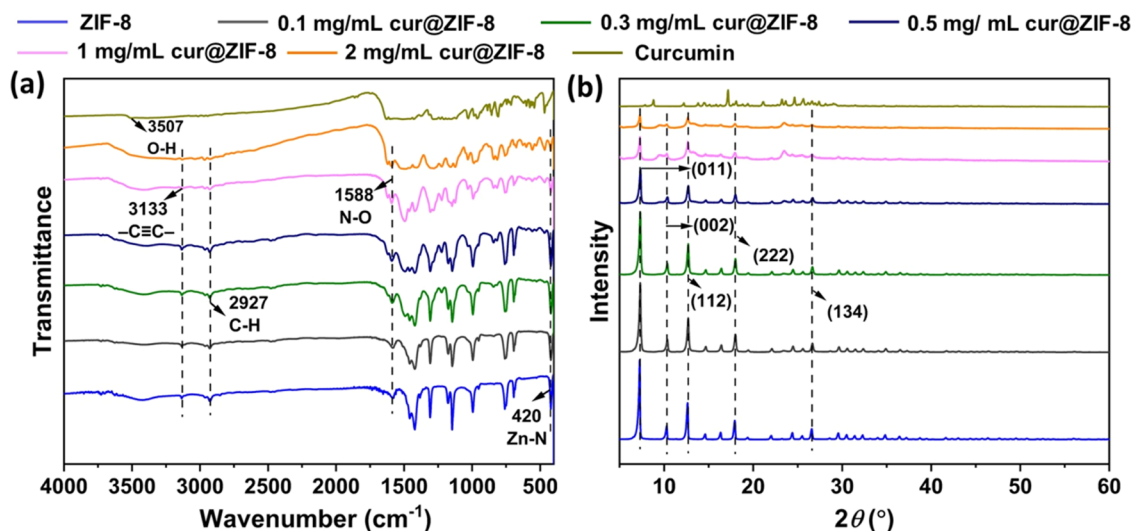 ZIF-8 0.1 mg/mL cur@ZIF-8 0.3 mg/mL cur@ZIF-8 0.5 mg/ mL cur@ZIF-8
1 mg/mL cur@ZIF-8 2 mg/mL cur@ZIF-8 Curcumin
(a)
3507
O-H
3133
–C≡C–
2927
C-H
1588
N-O
420
Zn-N
Transmittance
4000 3500 3000 2500 2000 1500 1000 500
Wavenumber (cm⁻¹)
(b)
(011)
(002)
(222)
(112)
(134)
Intensity
10 20 30 40 50 60
2θ (°)